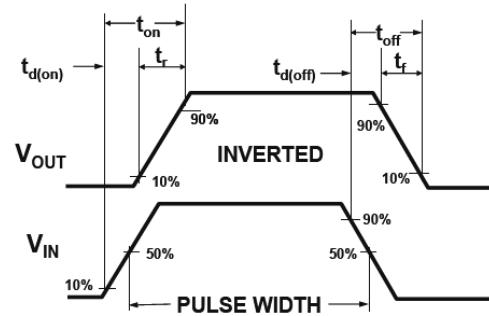 t_on t_off
t_d(on) t_r t_d(off) t_f
90% 90%
V_OUT INVERTED
10% 10%
90%
V_IN 50% 50%
10%
PULSE WIDTH